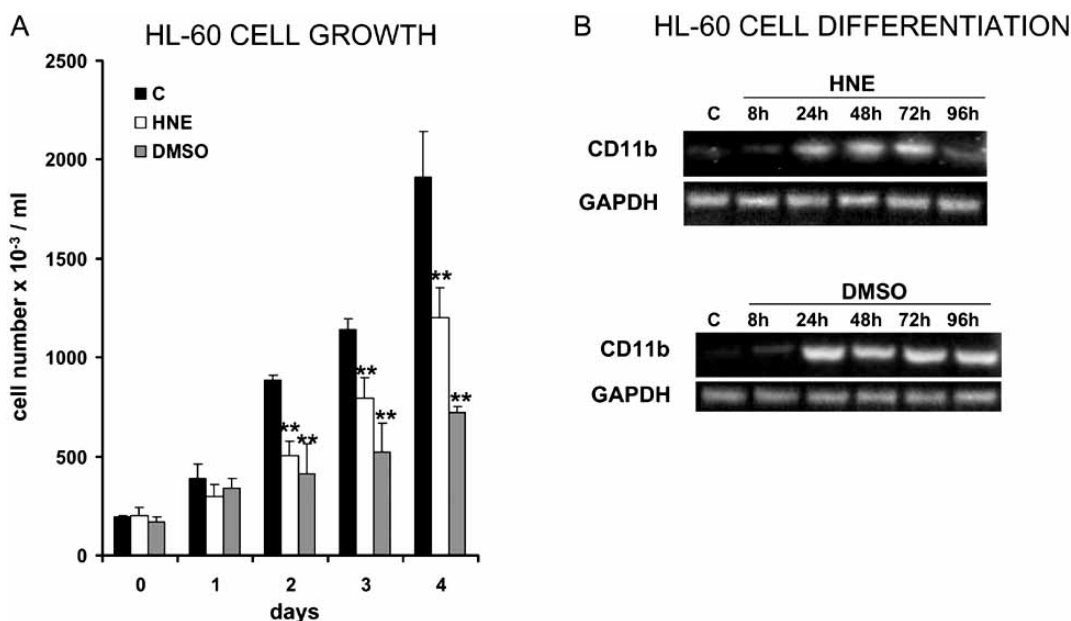 A
HL-60 CELL GROWTH
2500
2000
1500
1000
500
0
cell number x 10⁻³ / ml
C
HNE
DMSO
**
**
**
**
**
**
0 1 2 3 4
days
B
HL-60 CELL DIFFERENTIATION
HNE
C 8h 24h 48h 72h 96h
CD11b
GAPDH
DMSO
C 8h 24h 48h 72h 96h
CD11b
GAPDH